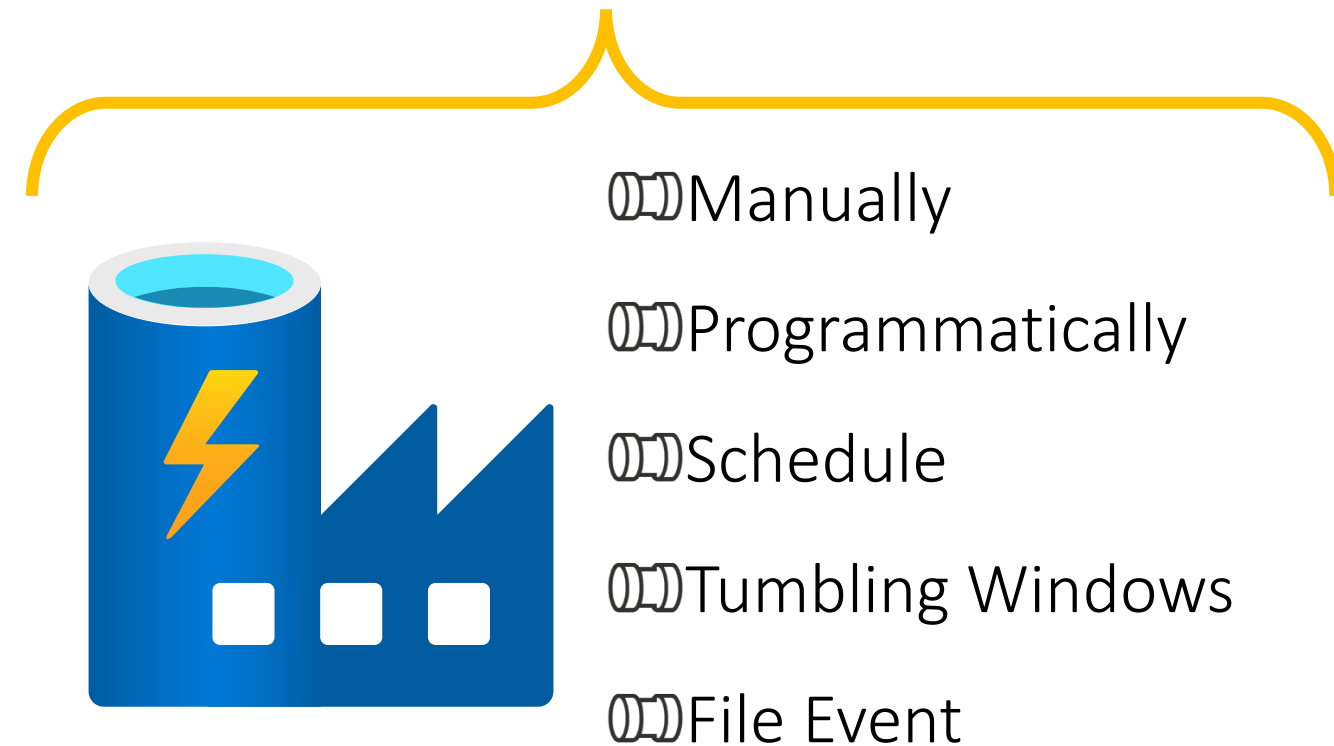 Manually
Programmatically
Schedule
Tumbling Windows
File Event